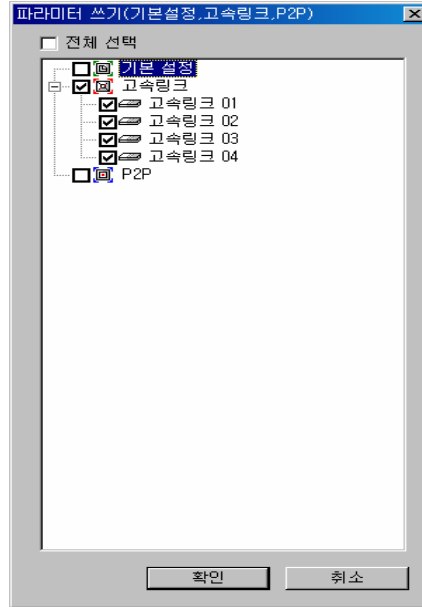 파라미터 쓰기(기본설정,고속링크,P2P)
전체 선택
기본 설정
고속링크
고속링크 01
고속링크 02
고속링크 03
고속링크 04
P2P
확인 취소